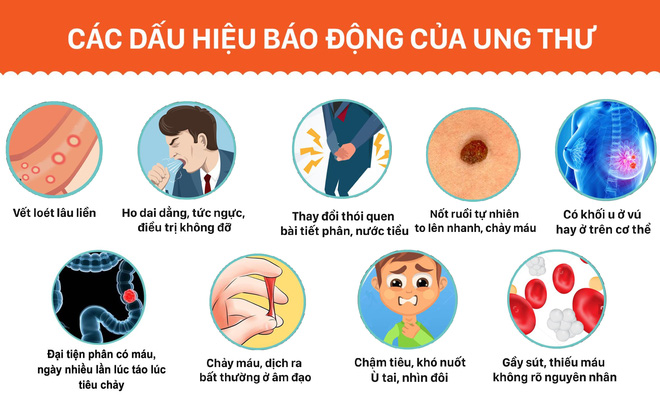 CÁC DẤU HIỆU BÁO ĐỘNG CỦA UNG THƯ
Vết loét lâu liền
Ho dai dẳng, tức ngực,
điều trị không đỡ
Thay đổi thói quen
bài tiết phân, nước tiểu
Nốt ruồi tự nhiên
to lên nhanh, chảy máu
Có khối u ở vú
hay ở trên cơ thể
Đại tiện phân có máu,
ngày nhiều lần lúc táo lúc
tiêu chảy
Chảy máu, dịch ra
bất thường ở âm đạo
Chậm tiêu, khó nuốt
Ù tai, nhìn đôi
Gầy sút, thiếu máu
không rõ nguyên nhân